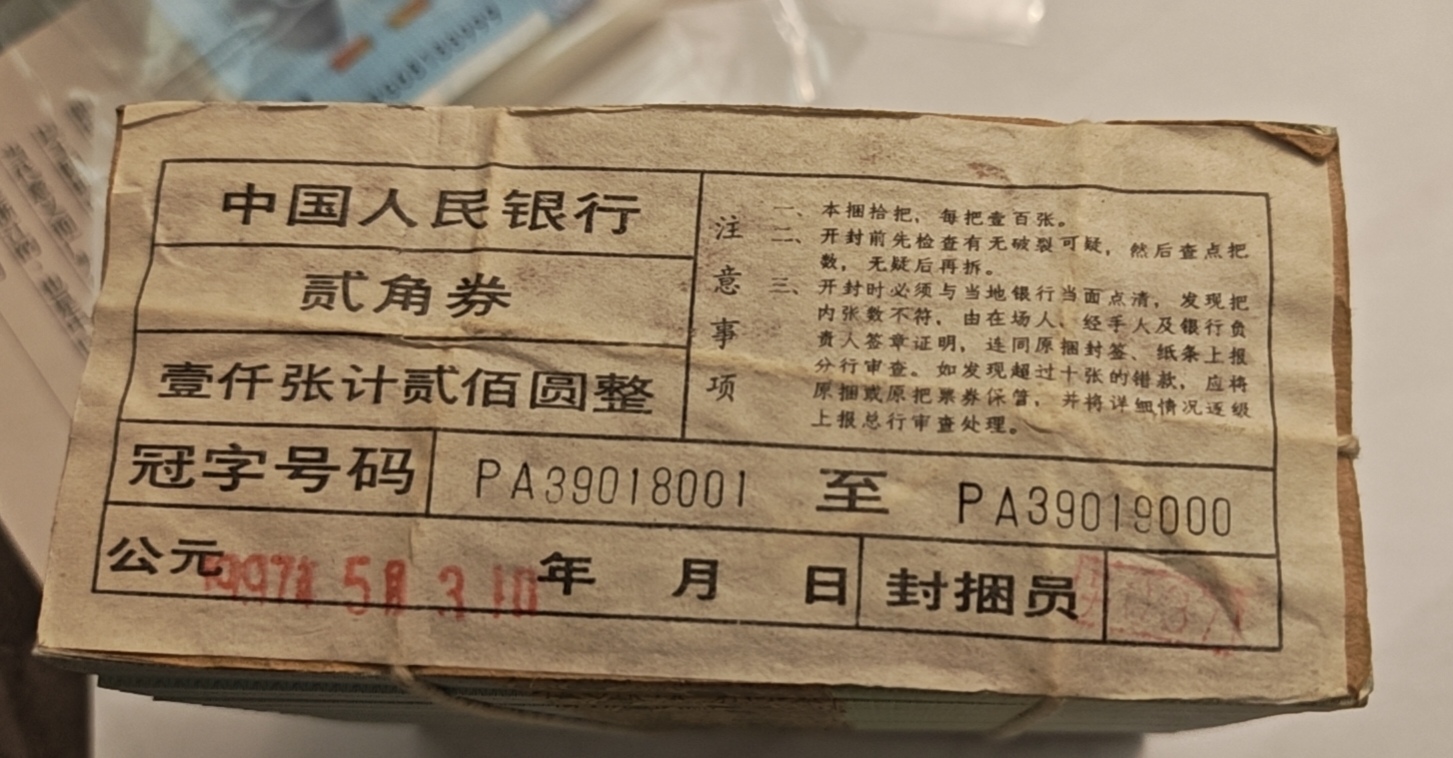 中国人民银行
贰角券
壹仟张计贰佰圆整
注意事项
一、本捆拾把，每把壹百张。
二、开封前先检查有无破裂可疑，然后查点把
数，无疑后再拆。
三、开封时必须与当地银行当面点清，发现把
内张数不符，由在场人、经手人及银行负
责人签章证明，连同原捆封签、纸条上报
分行审查。如发现超过十张的错款，应将
原捆或原把票券保管，并将详细情况逐级
上报总行审查处理。
冠字号码 PA39018001 至 PA39019000
公元 年 月 日 封捆员
1997 5月 3